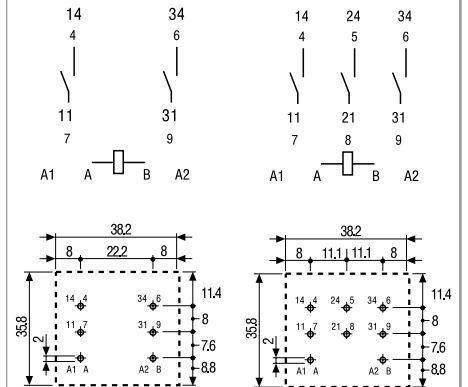 14 34
4 6
11 31
7 9
A1 A B A2
14 24 34
4 5 6
11 21 31
7 8 9
A1 A B A2
38.2
8 22.2 8
35.8
2
14 4 34 6
11 7 31 9
A1 A A2 B
11.4
8
7.6
8.8
38.2
8 11.1 11.1 8
35.8
2
14 4 24 5 34 6
11 7 21 8 31 9
A1 A A2 B
11.4
8
7.6
8.8